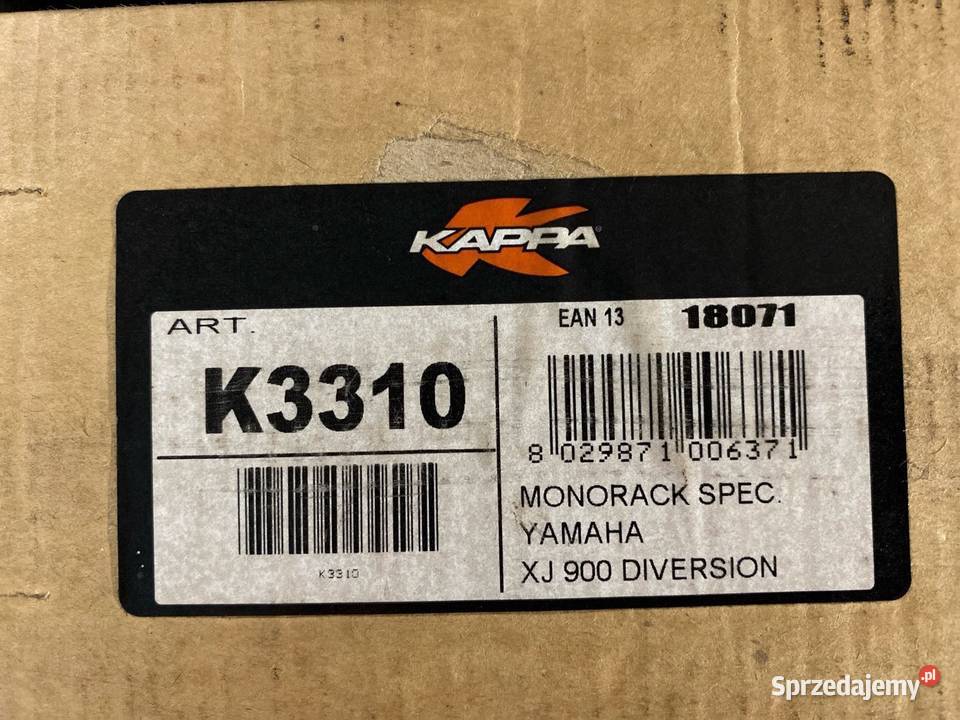 KAPPA
ART.
K3310
K3310
EAN 13 18071
8 029871 006371
MONORACK SPEC.
YAMAHA
XJ 900 DIVERSION
Sprzedajemy.pl